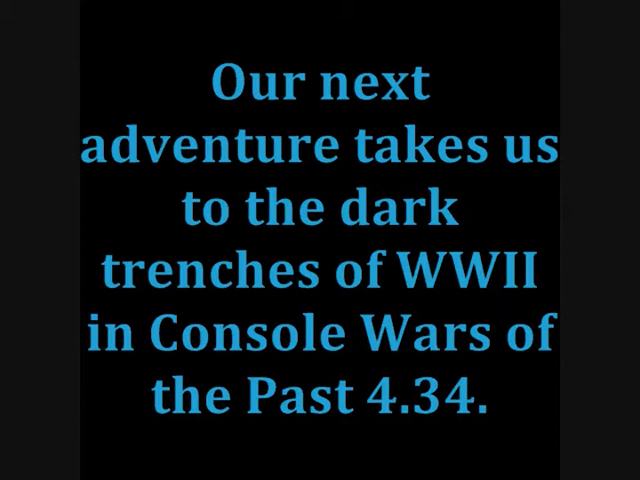 Our next
adventure takes us
to the dark
trenches of WWII
in Console Wars of
the Past 4.34.